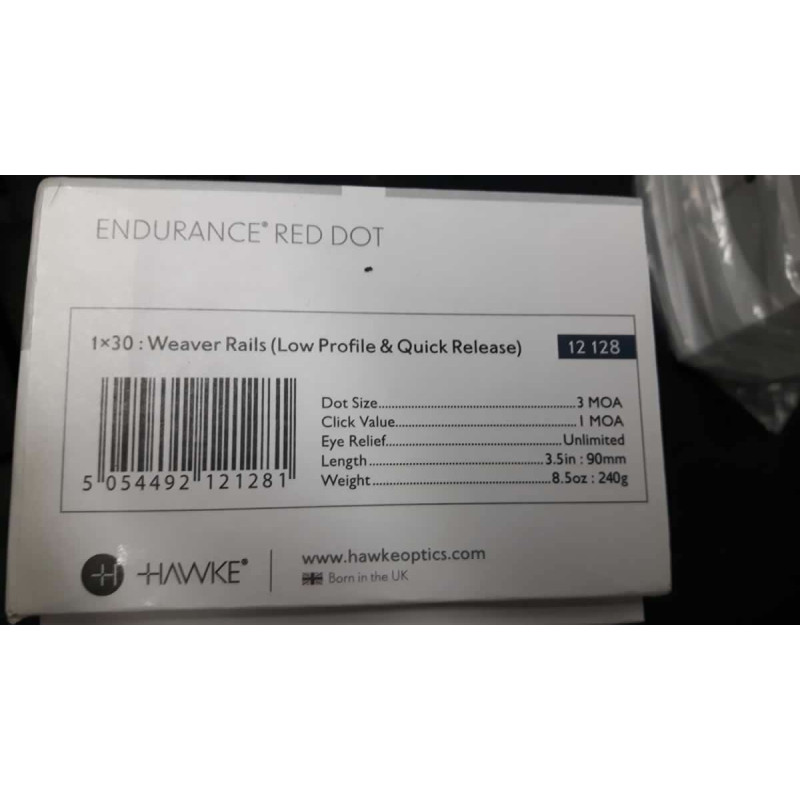 ENDURANCE® RED DOT
1×30 : Weaver Rails (Low Profile & Quick Release) 12 128
Dot Size..........................................3 MOA
Click Value.......................................1 MOA
Eye Relief........................................Unlimited
Length........................................3.5in : 90mm
Weight........................................8.5oz : 240g
5 054492 121281
HAWKE®
www.hawkeoptics.com
Born in the UK